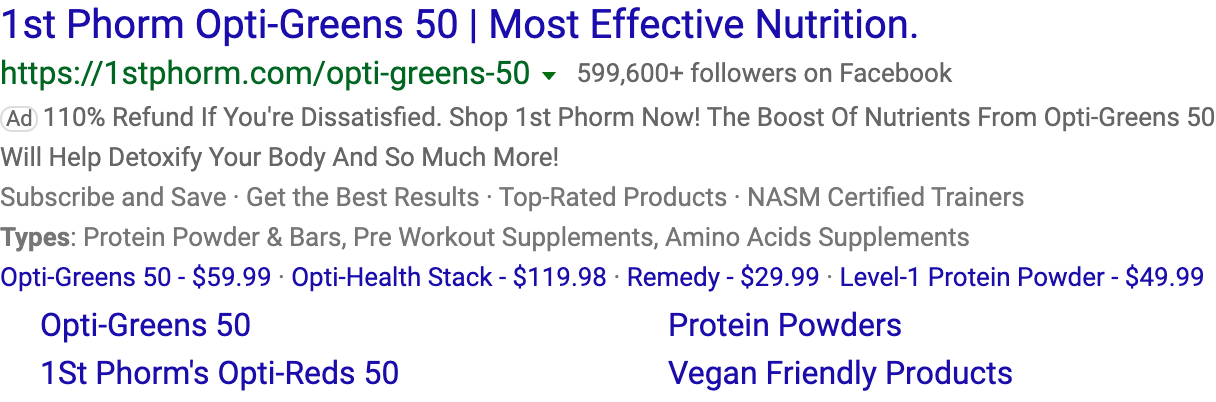 1st Phorm Opti-Greens 50 | Most Effective Nutrition.
https://1stphorm.com/opti-greens-50 599,600+ followers on Facebook
Ad 110% Refund If You're Dissatisfied. Shop 1st Phorm Now! The Boost Of Nutrients From Opti-Greens 50
Will Help Detoxify Your Body And So Much More!
Subscribe and Save · Get the Best Results · Top-Rated Products · NASM Certified Trainers
Types: Protein Powder & Bars, Pre Workout Supplements, Amino Acids Supplements
Opti-Greens 50 - $59.99 · Opti-Health Stack - $119.98 · Remedy - $29.99 · Level-1 Protein Powder - $49.99
Opti-Greens 50 Protein Powders
1St Phorm's Opti-Reds 50 Vegan Friendly Products